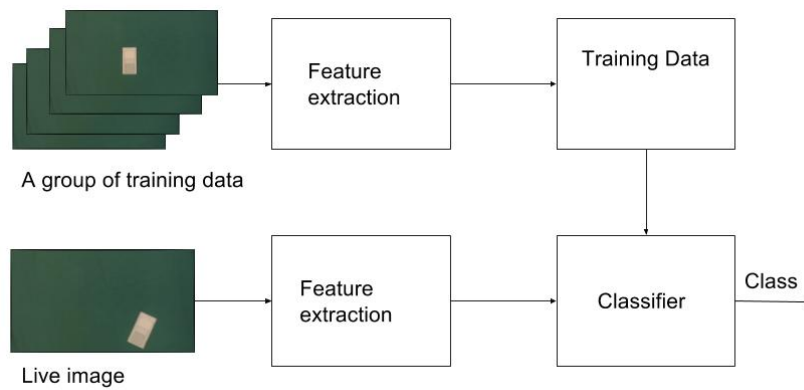 Feature
extraction
Training Data
A group of training data
Feature
extraction
Classifier
Class
Live image